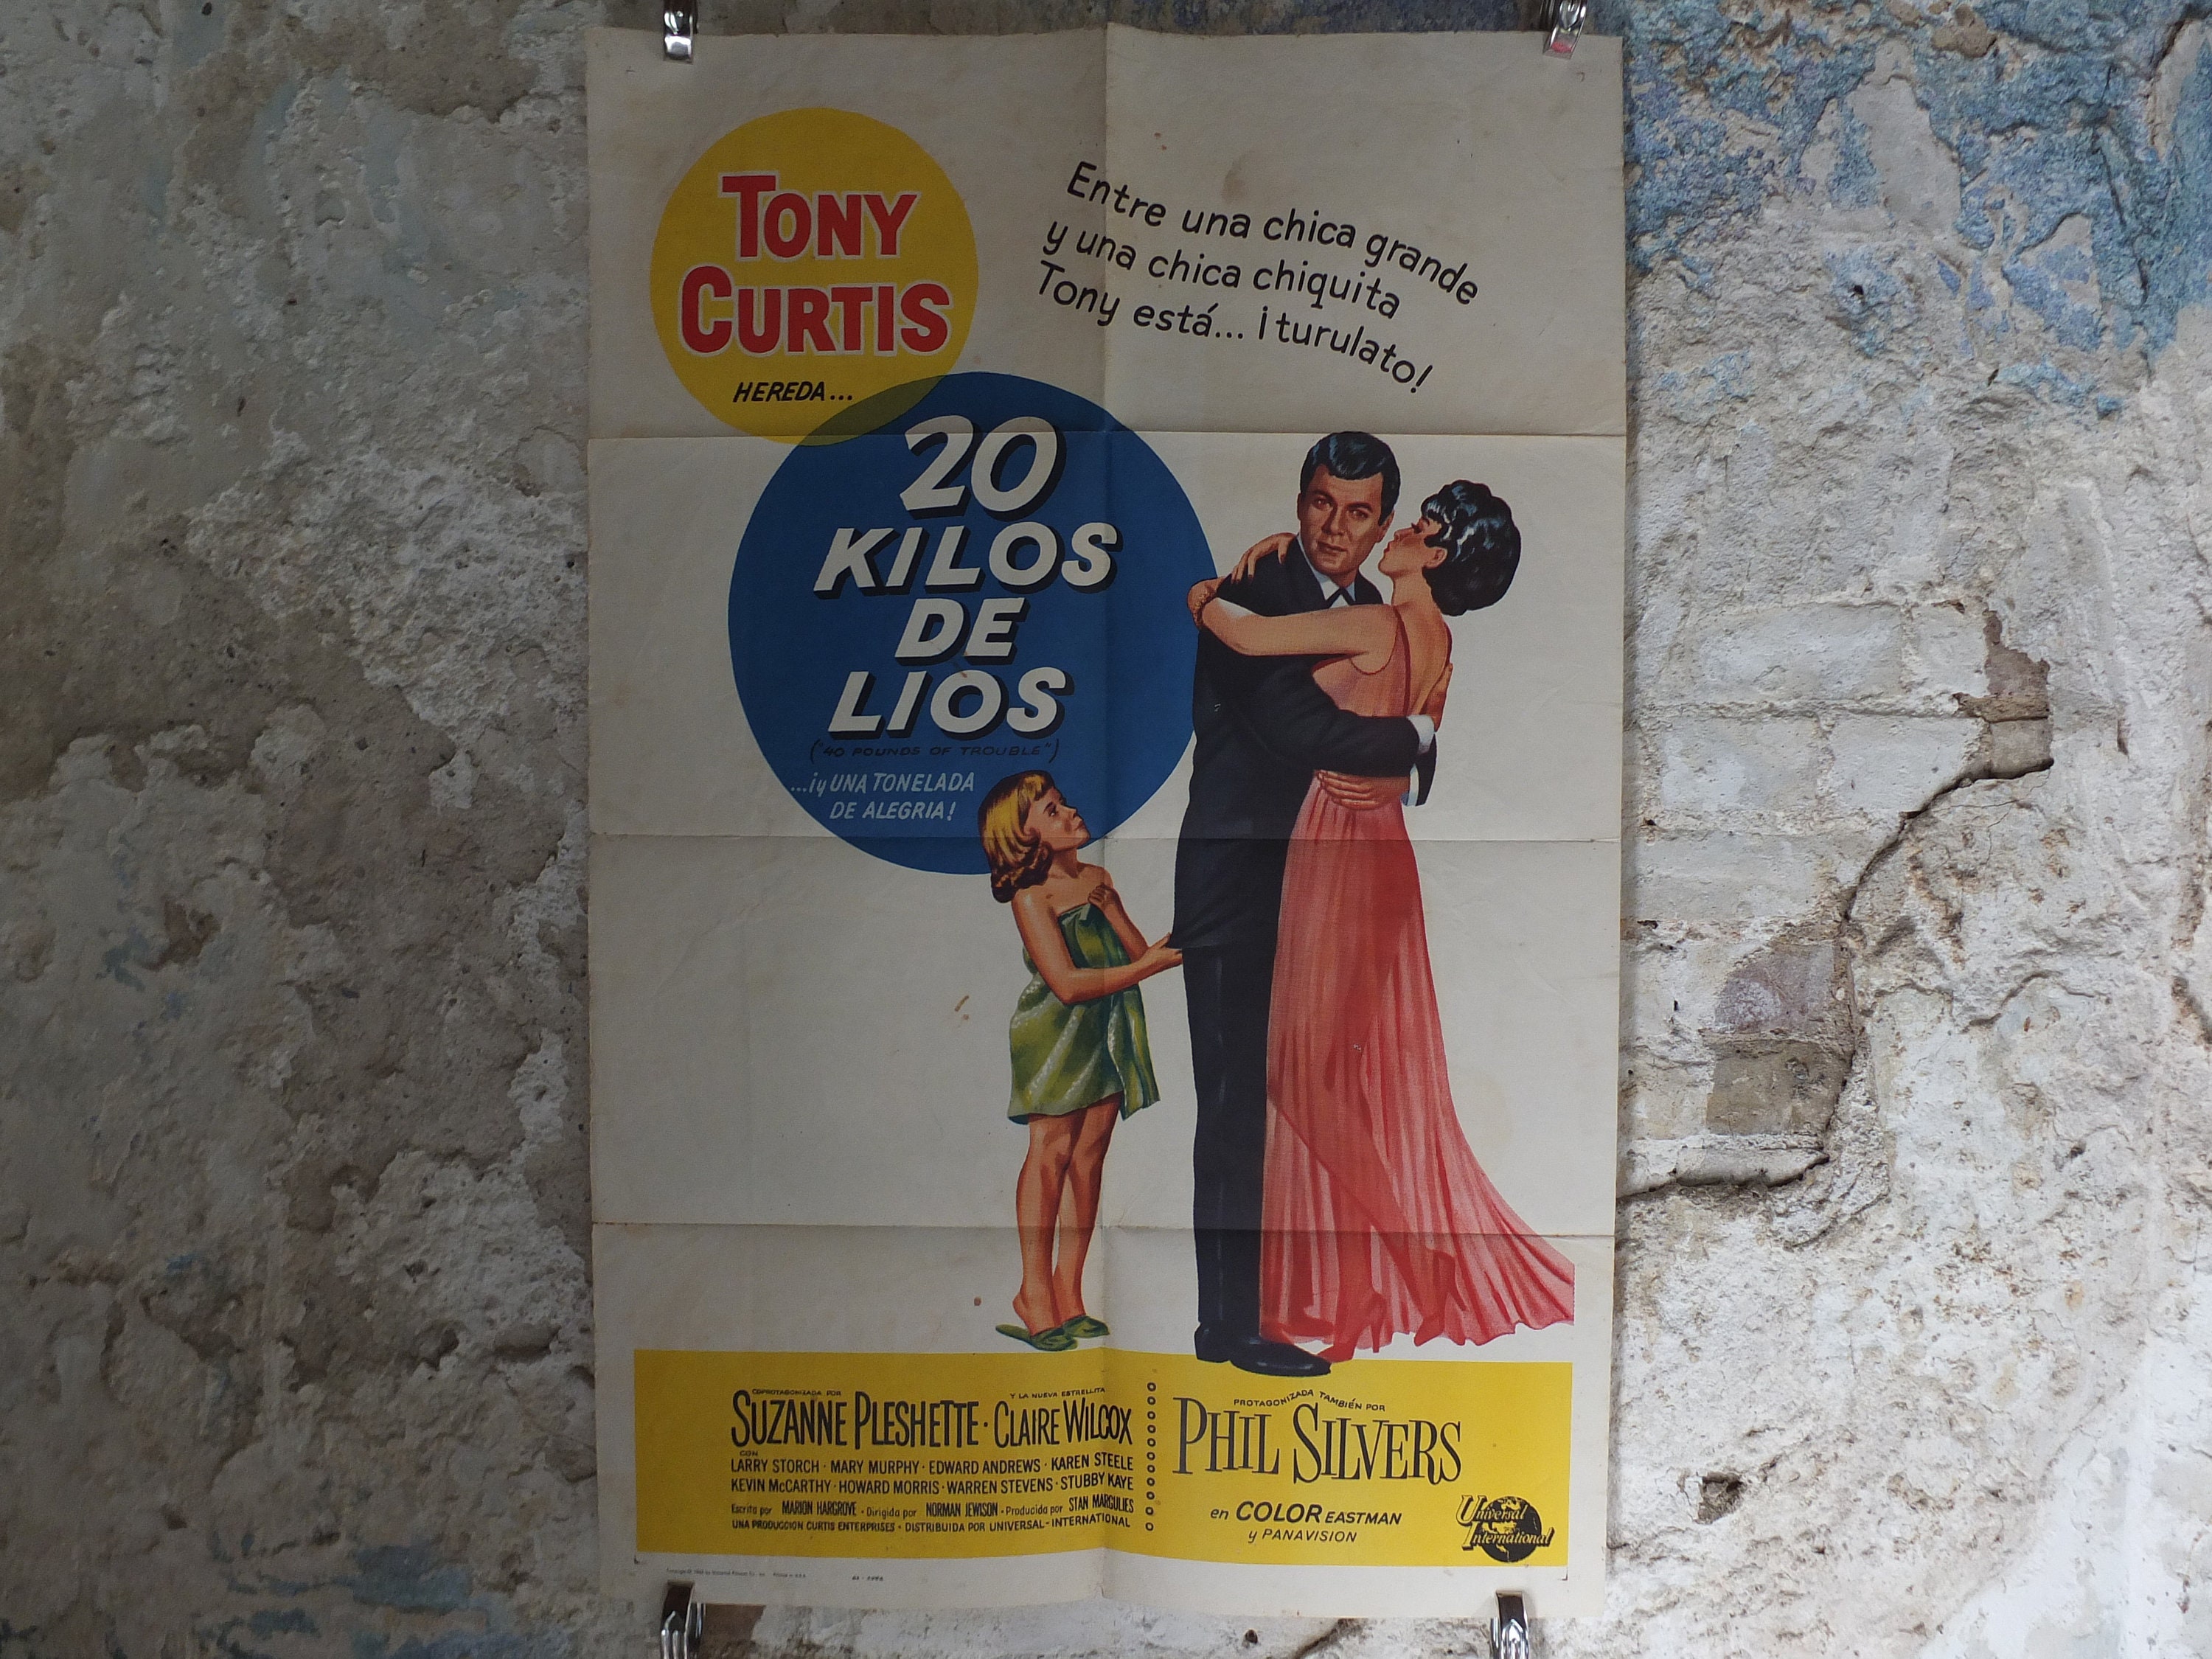 TONY
CURTIS
HEREDA...
Entre una chica grande
y una chica chiquita
Tony está... ¡turulato!
20
KILOS
DE
LIOS
("40 POUNDS OF TROUBLE")
...¡y UNA TONELADA
DE ALEGRIA!
COPROTAGONIZADA POR
Y LA NUEVA ESTRELLITA
SUZANNE PLESHETTE · CLAIRE WILCOX
CON
LARRY STORCH · MARY MURPHY · EDWARD ANDREWS · KAREN STEELE
KEVIN McCARTHY · HOWARD MORRIS · WARREN STEVENS · STUBBY KAYE
Escrita por MARION HARGROVE · Dirigida por NORMAN JEWISON · Producida por STAN MARGULIES
UNA PRODUCCION CURTIS ENTERPRISES · DISTRIBUIDA POR UNIVERSAL-INTERNATIONAL
PROTAGONIZADA TAMBIÉN POR
PHIL SILVERS
en COLOR EASTMAN
y PANAVISION
Universal
International